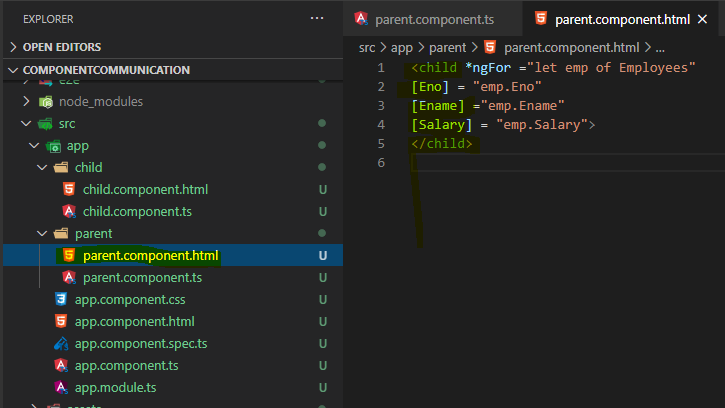 EXPLORER
···
OPEN EDITORS
COMPONENTCOMMUNICATION
e2e
node_modules
src
app
child
child.component.html U
child.component.ts U
parent
parent.component.html U
parent.component.ts U
app.component.css U
app.component.html U
app.component.spec.ts U
app.component.ts U
app.module.ts U
assets
parent.component.ts
parent.component.html ×
src > app > parent > parent.component.html > ...
1 <child *ngFor ="let emp of Employees"
2 [Eno] = "emp.Eno"
3 [Ename] ="emp.Ename"
4 [Salary] = "emp.Salary">
5 </child>
6